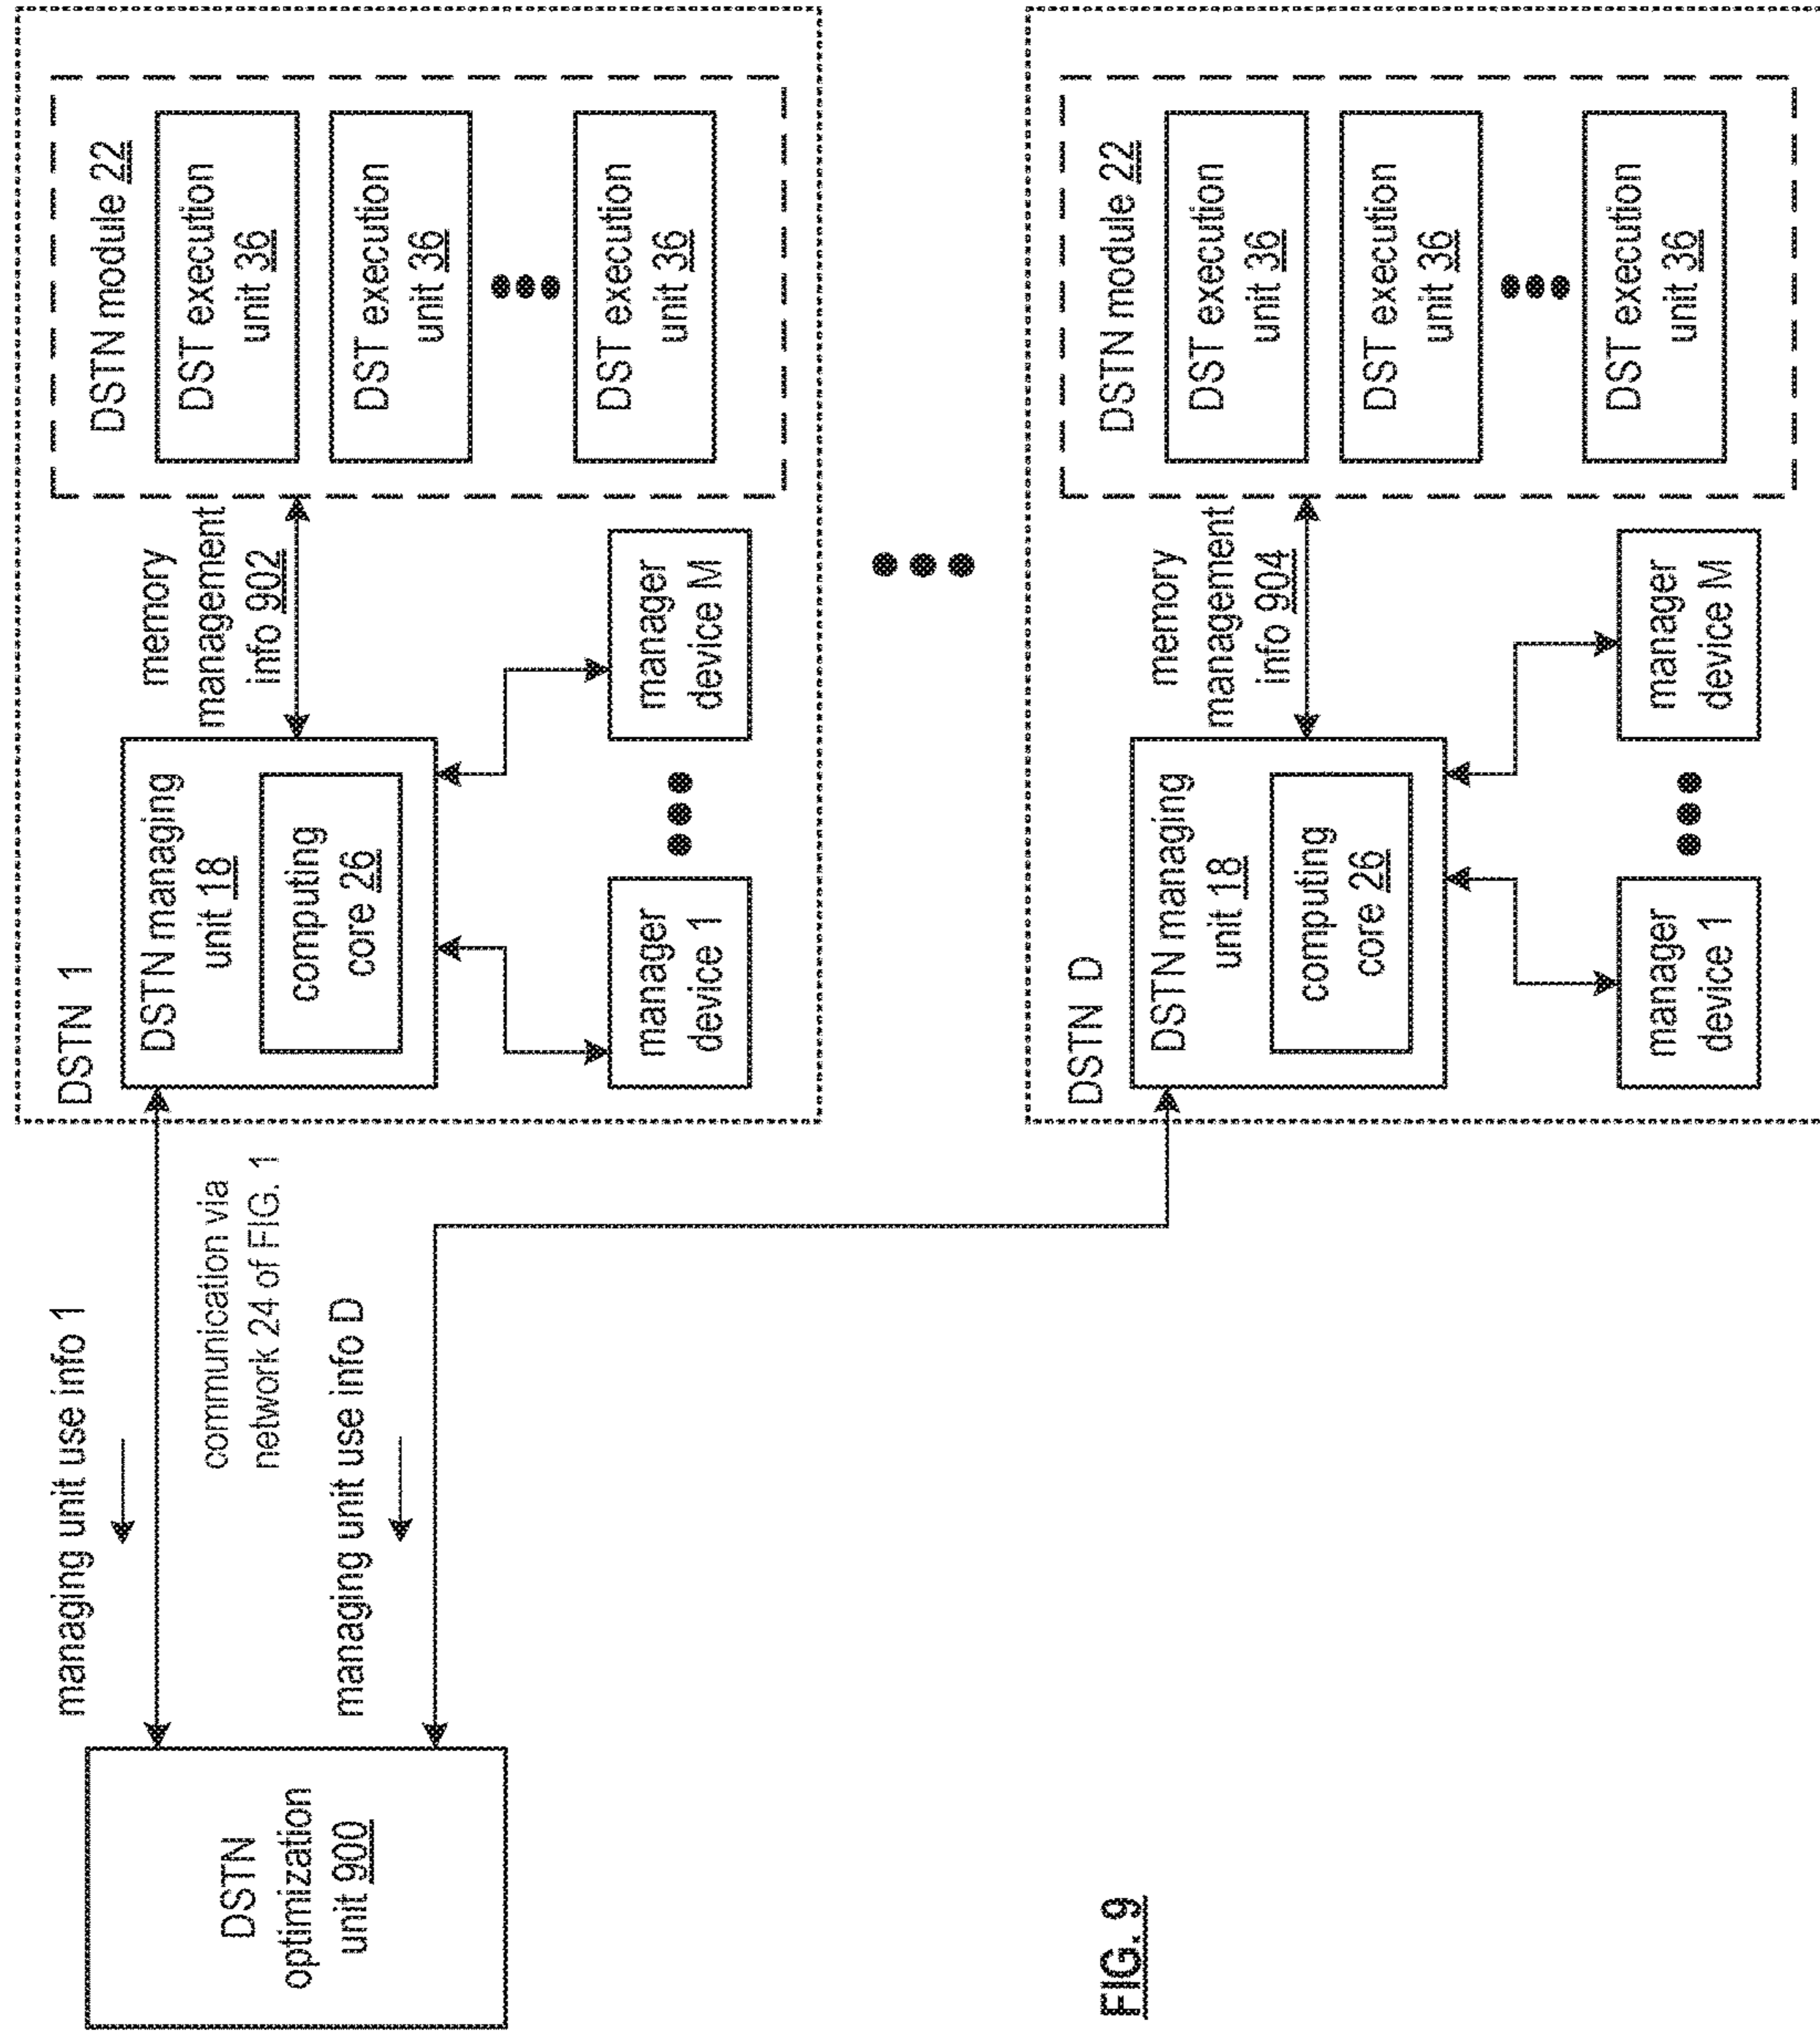 managing unit use info 1
communication via
network 24 of FIG. 1
managing unit use info D
DSTN
optimization
unit 900
DSTN 1
DSTN managing
unit 18
computing
core 26
memory
management
info 902
DSTN module 22
DST execution
unit 36
DST execution
unit 36
DST execution
unit 36
manager
device 1
manager
device M
DSTN D
DSTN managing
unit 18
computing
core 26
memory
management
info 904
DSTN module 22
DST execution
unit 36
DST execution
unit 36
DST execution
unit 36
manager
device 1
manager
device M
FIG. 9